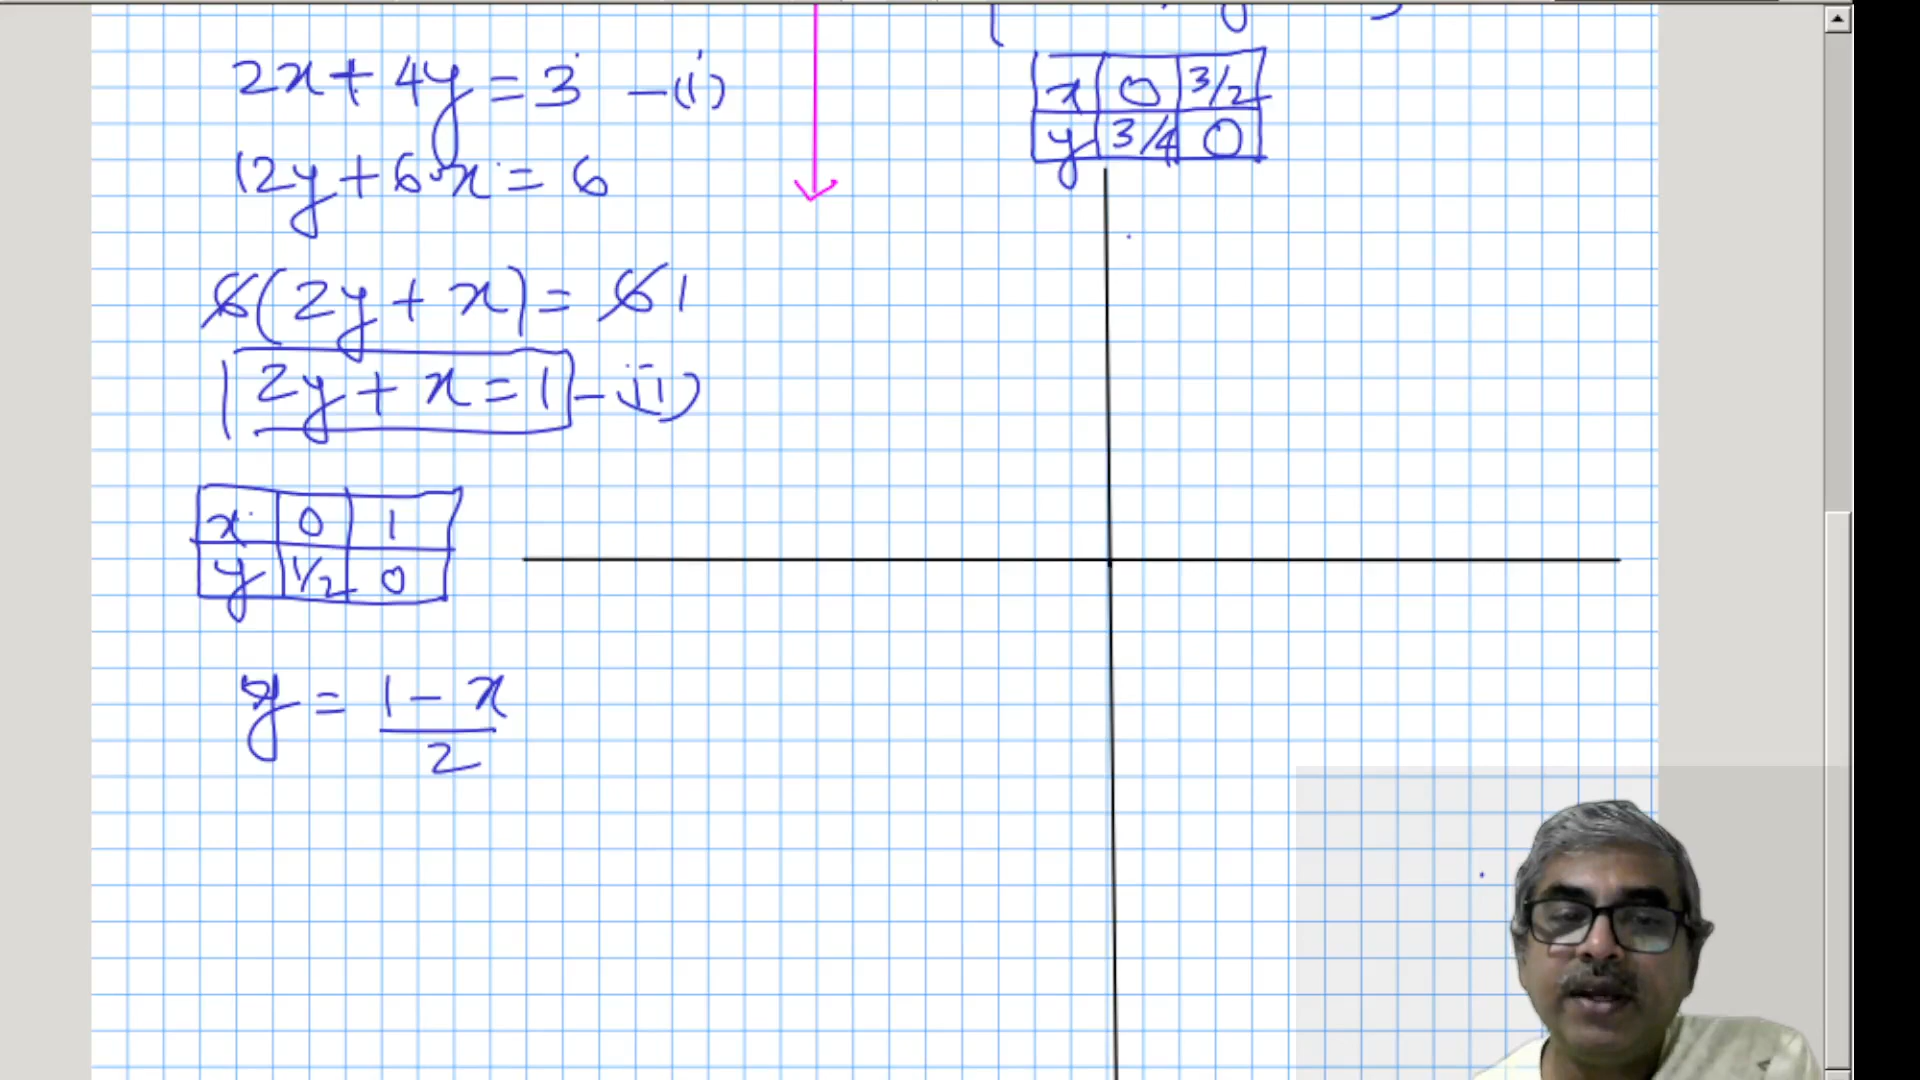 2x + 4y = 3 – (i)
12y + 6x = 6
6(2y + x) = 6 1
2y + x = 1 – (ii)
x 0 1
y 1/2 0
y = 1 – x
2
x 0 3/2
y 3/4 0